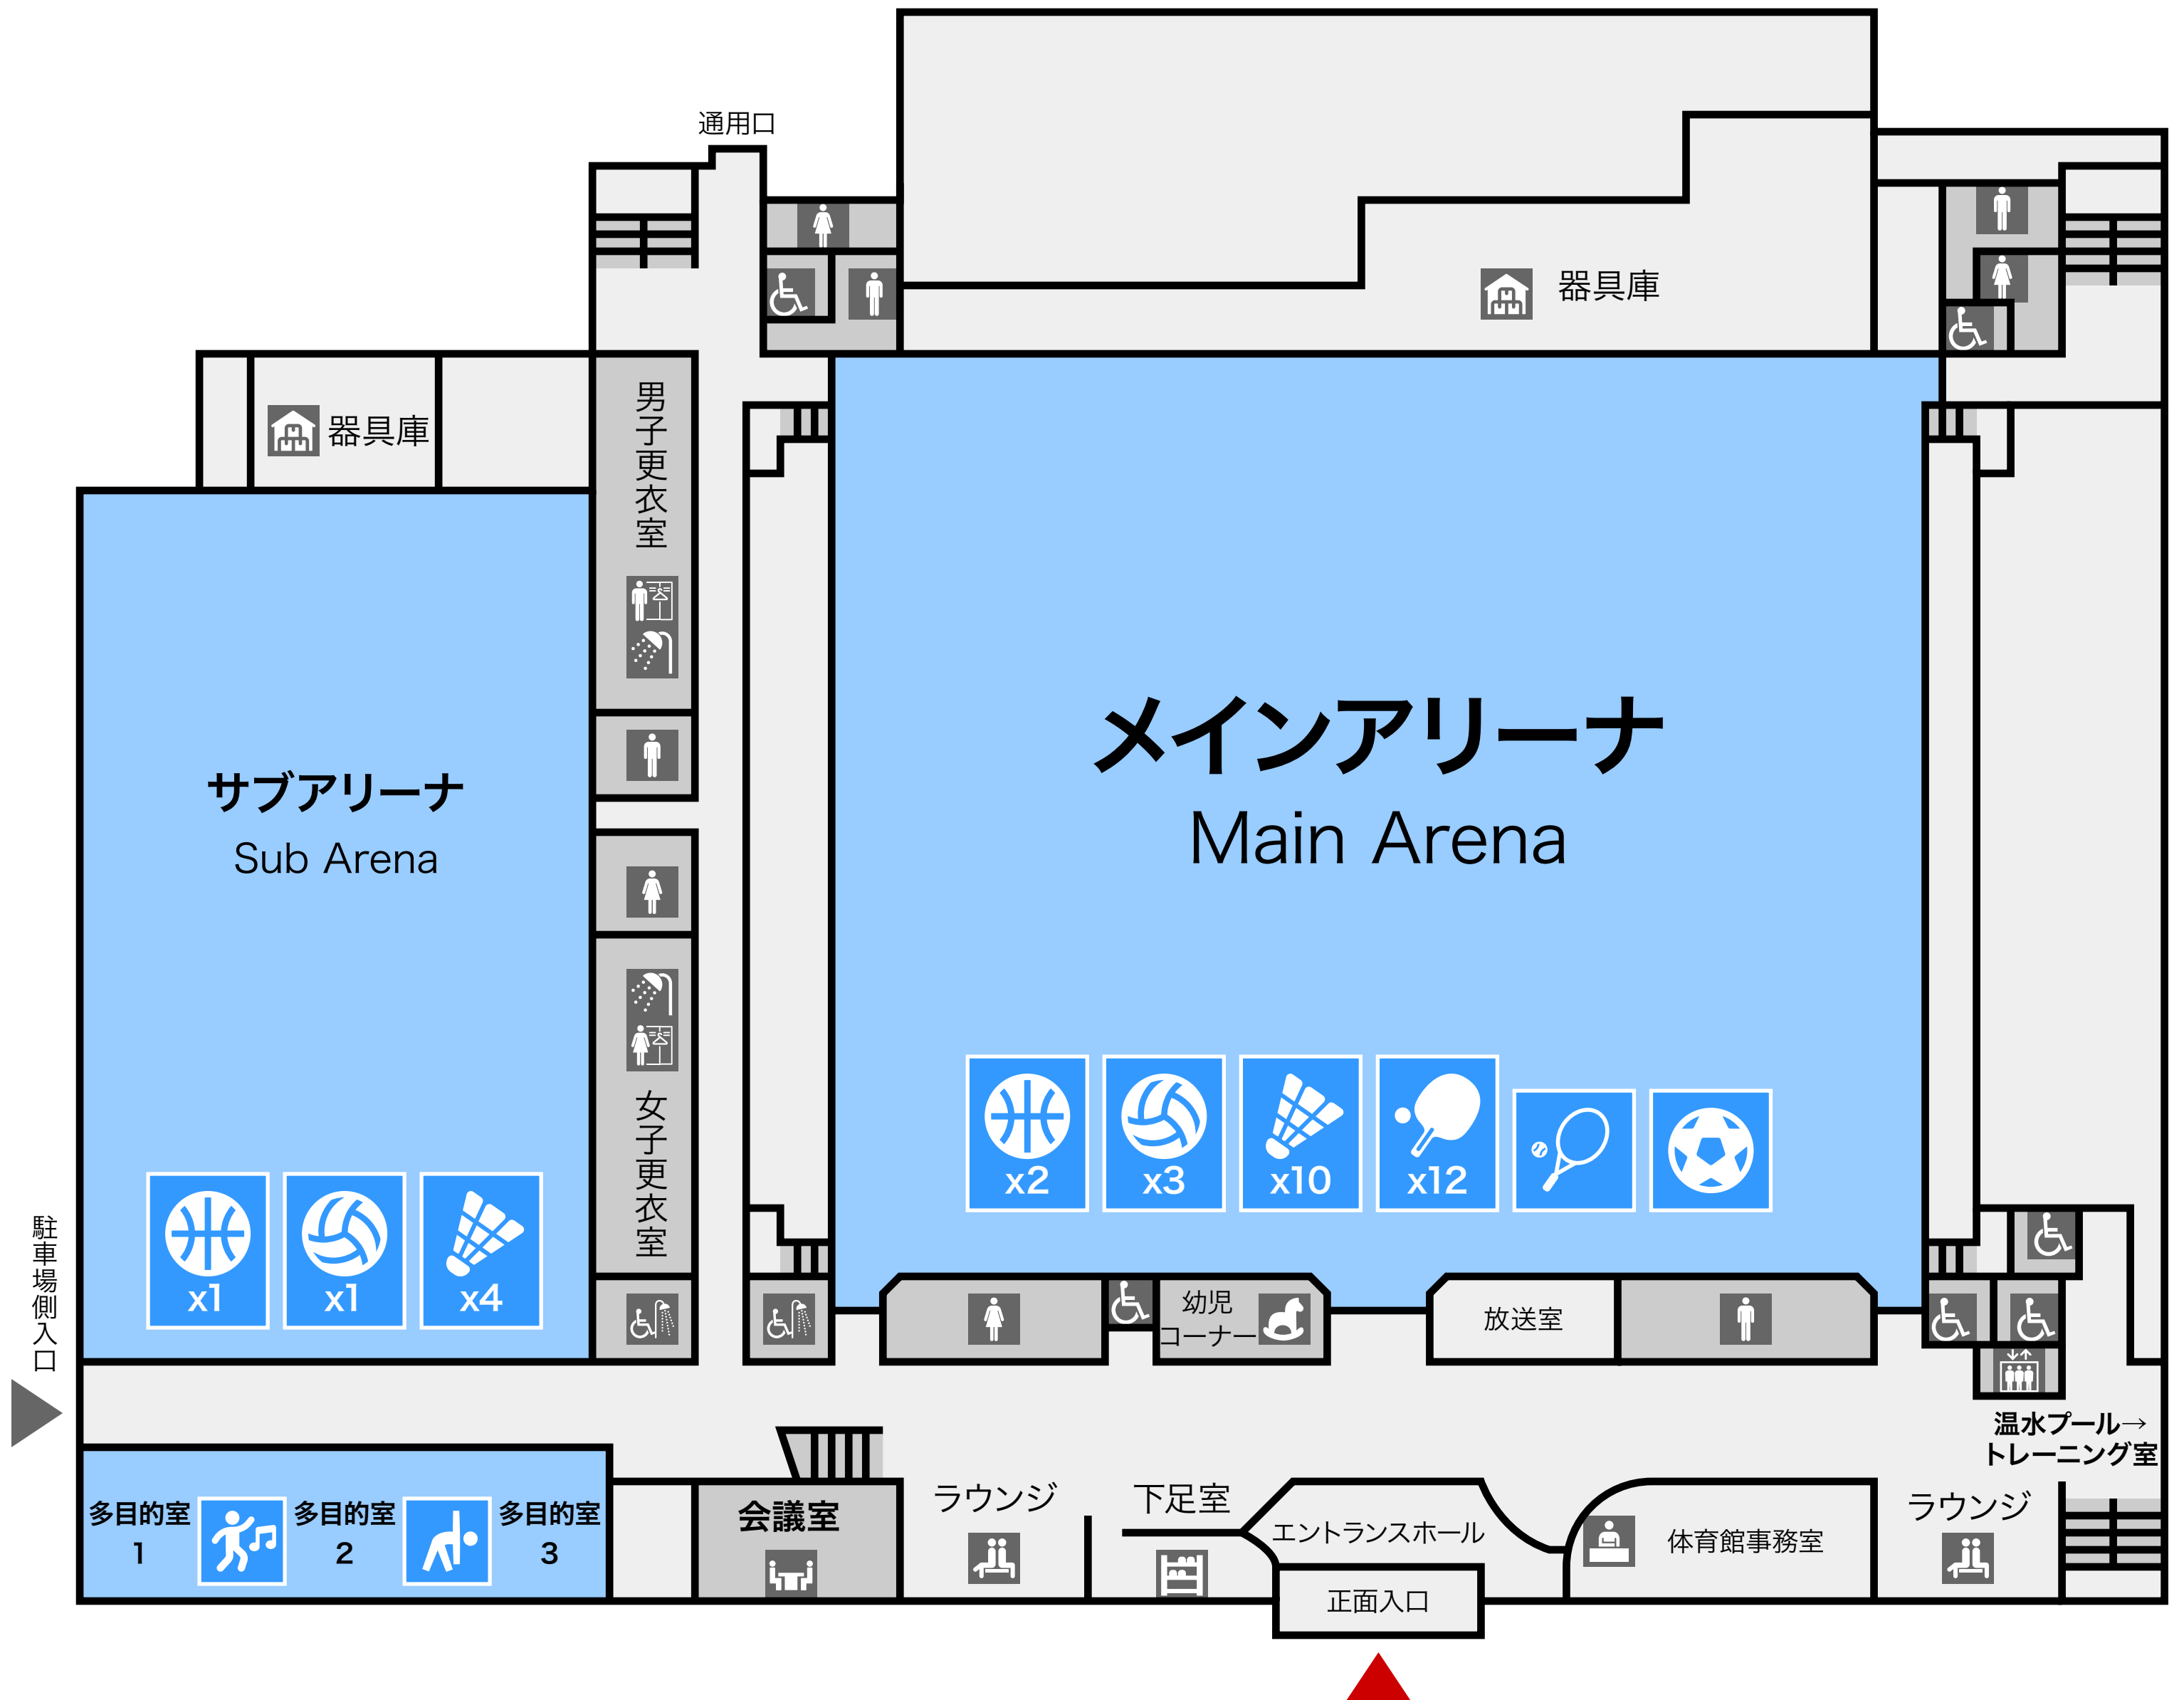 通用口
器具庫
器具庫
男子更衣室
メインアリーナ
Main Arena
サブアリーナ
Sub Arena
女子更衣室
x2
x3
x10
x12
x1
x1
x4
駐車場側入口
幼児
コーナー
放送室
温水プール→
トレーニング室
多目的室
1
多目的室
2
多目的室
3
会議室
ラウンジ
下足室
エントランスホール
体育館事務室
ラウンジ
正面入口